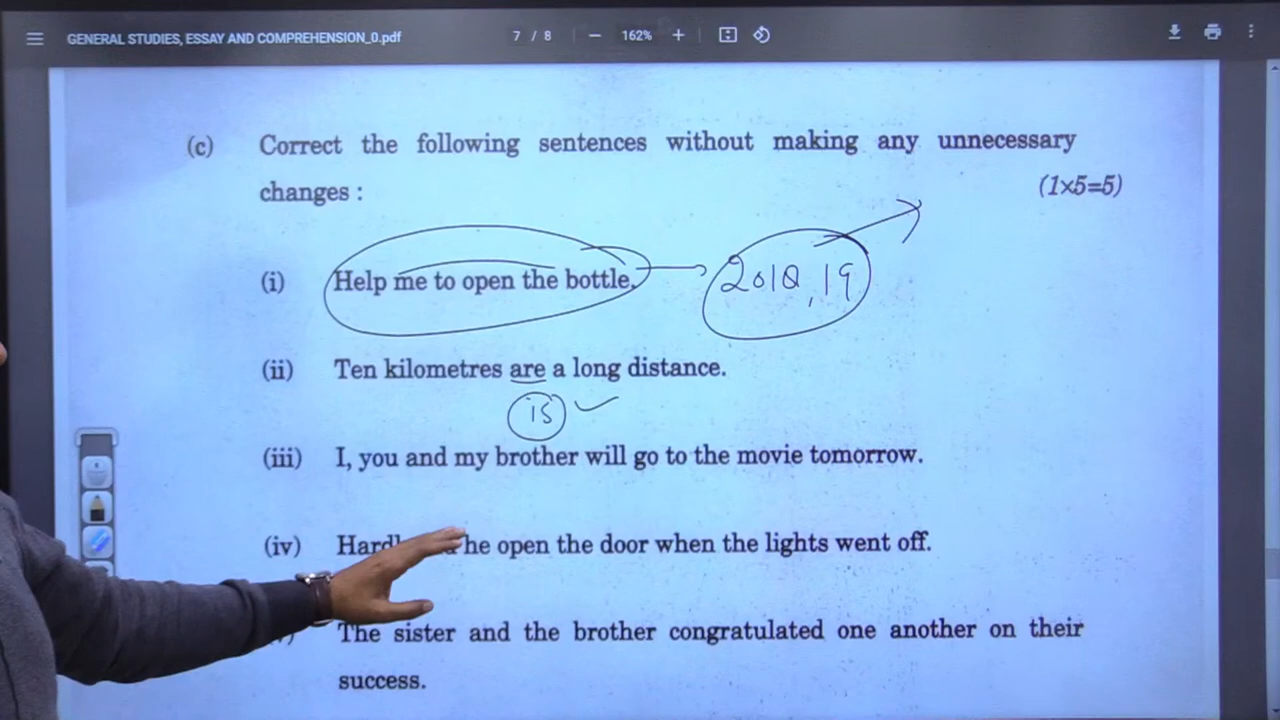 GENERAL STUDIES, ESSAY AND COMPREHENSION_0.pdf 7 / 8 162%
(c) Correct the following sentences without making any unnecessary
changes :
(1×5=5)
(i) Help me to open the bottle. 2018, 19
(ii) Ten kilometres are a long distance.
is
(iii) I, you and my brother will go to the movie tomorrow.
(iv) he open the door when the lights went off.
The sister and the brother congratulated one another on their
success.